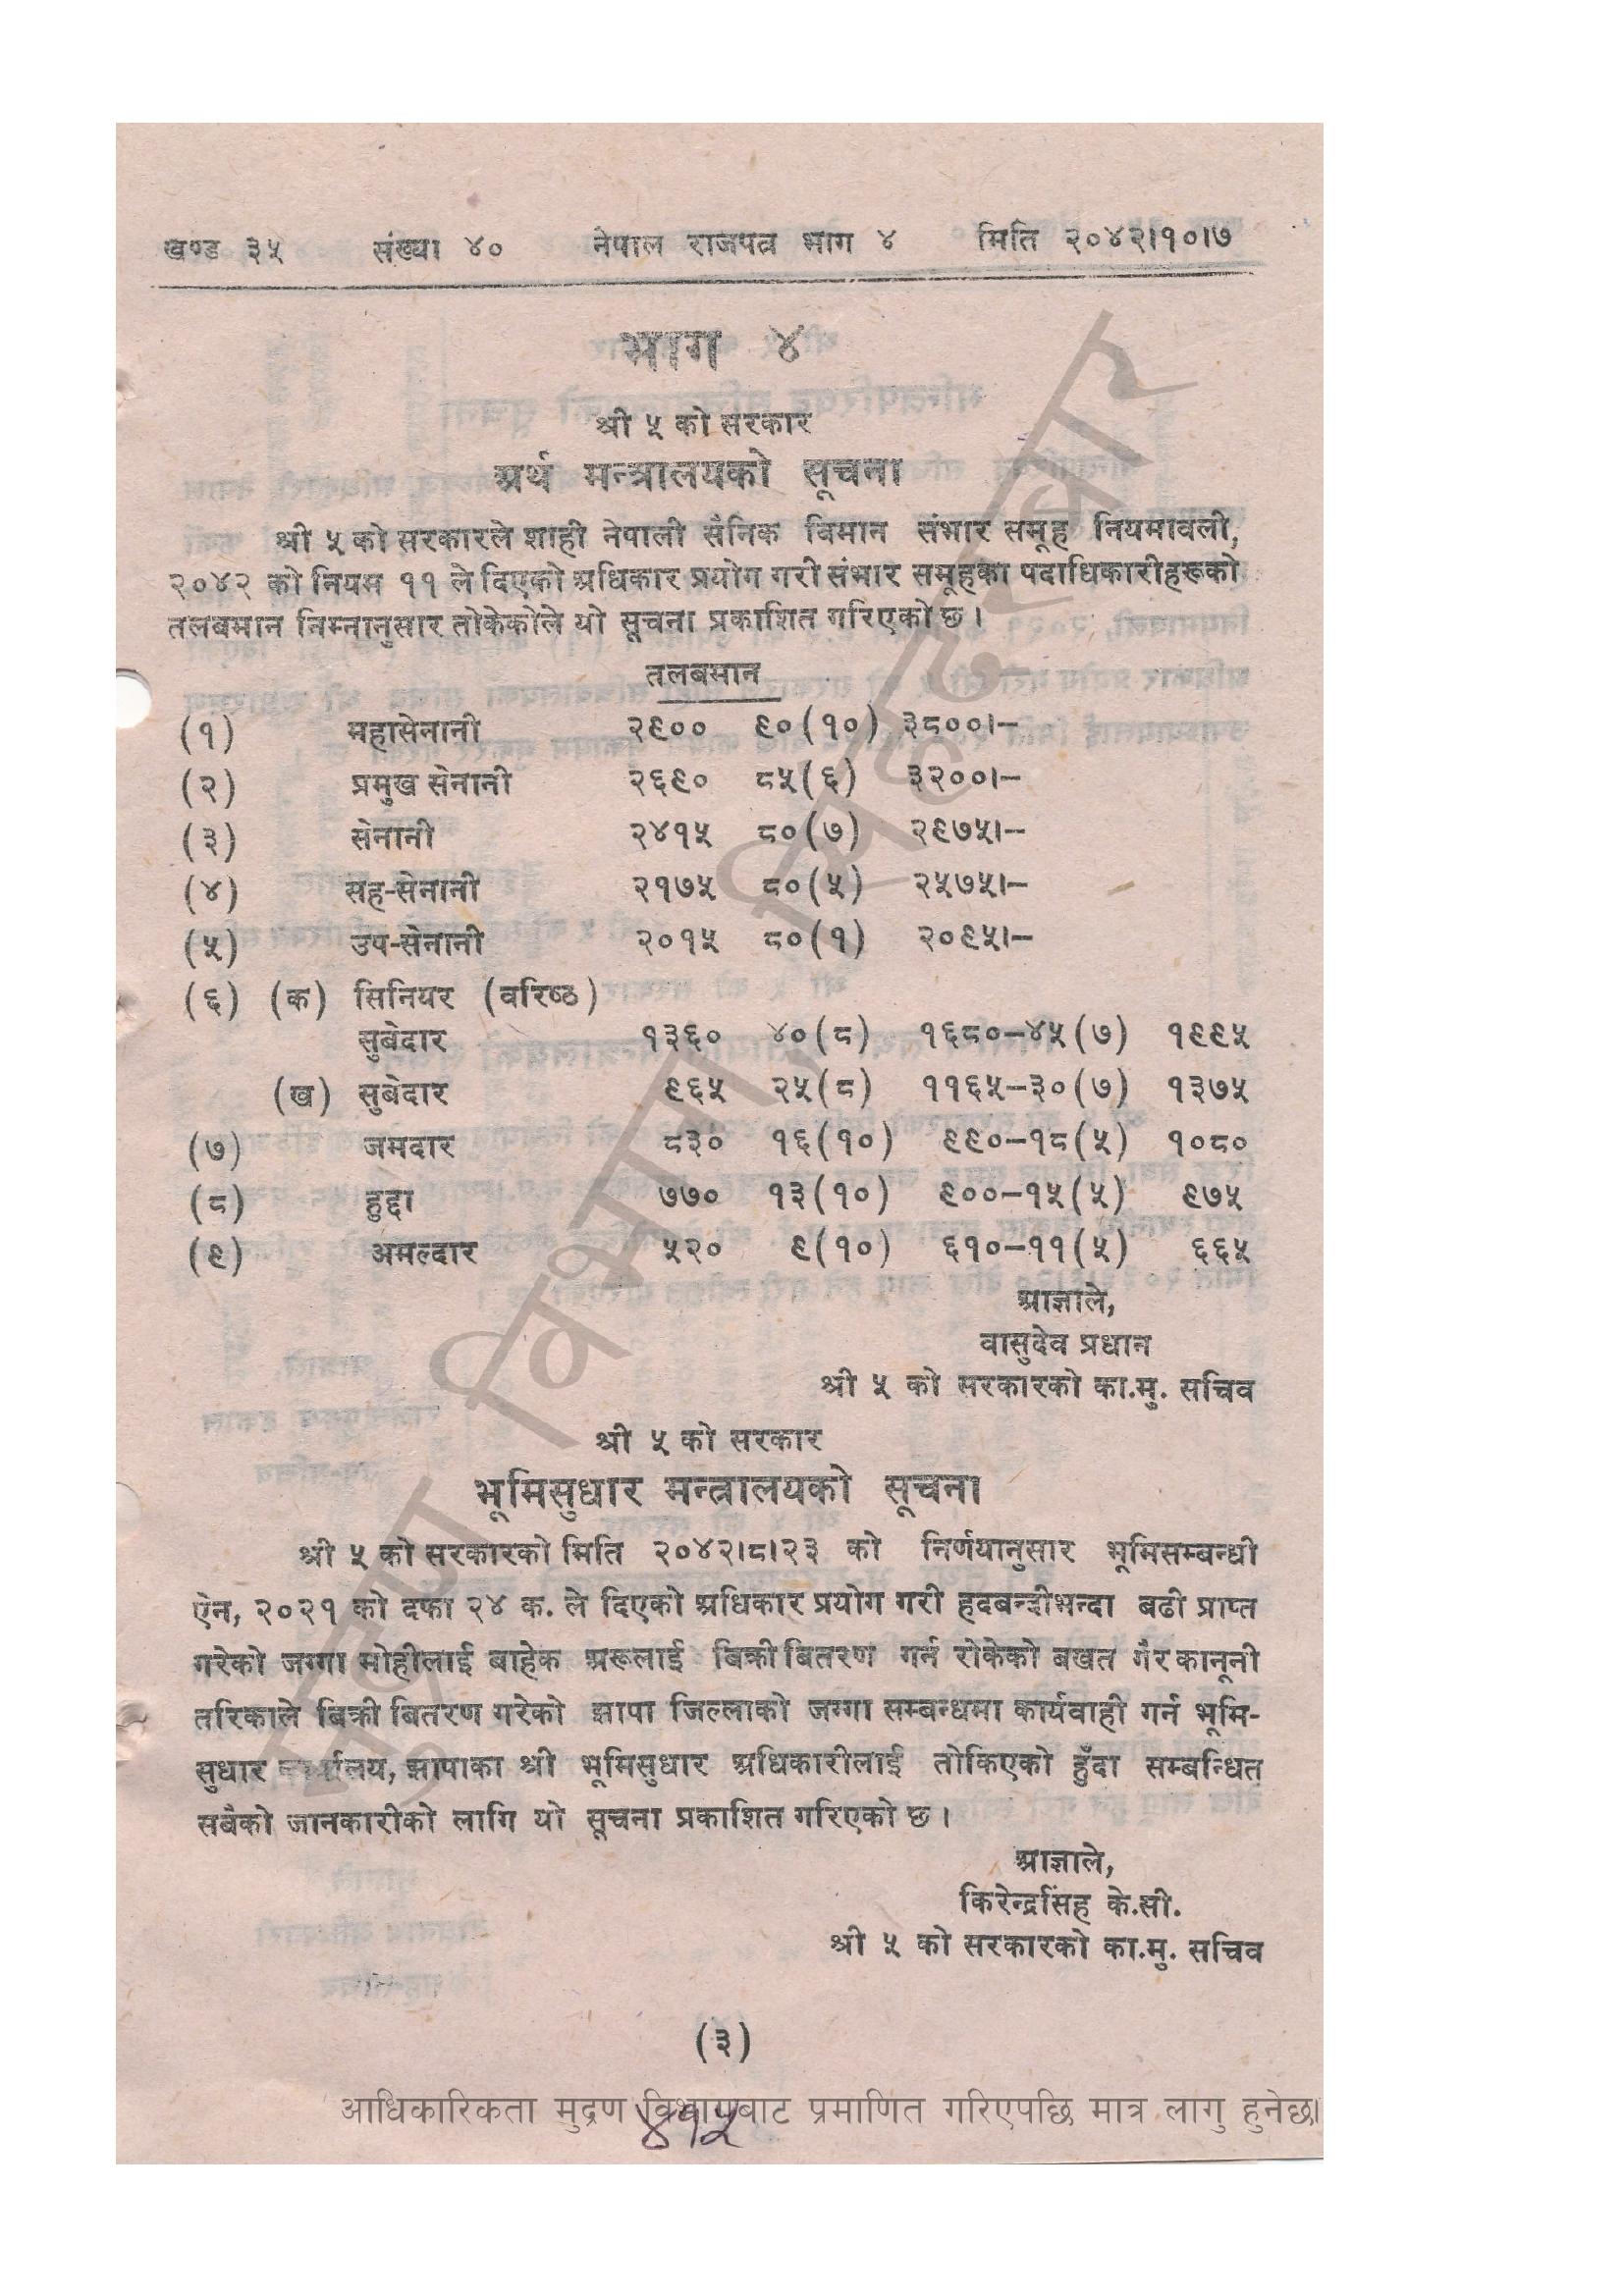 खण्ड ३५ संख्या ४० नेपाल राजपत्र भाग ४ मिति २०४२।१०।७
भाग ४
श्री ५ को सरकार
अर्थ मन्त्रालयको सूचना
श्री ५ को सरकारले शाही नेपाली सैनिक विमान संभार समूह नियमावली,
२०४२ को नियम ११ ले दिएको अधिकार प्रयोग गरी संभार समूहका पदाधिकारीहरूको
तलबमान निम्नानुसार तोकेकोले यो सूचना प्रकाशित गरिएको छ।
तलबमान
(१) महासेनानी २९०० ९०(१०) ३८००।–
(२) प्रमुख सेनानी २६९० ८५(६) ३२००।–
(३) सेनानी २४१५ ८०(७) २९७५।–
(४) सह-सेनानी २१७५ ८०(५) २५७५।–
(५) उप-सेनानी २०१५ ८०(१) २०९५।–
(६) (क) सिनियर (वरिष्ठ)
सुबेदार १३६० ४०(८) १६८०–४५(७) १९९५
(ख) सुबेदार ९६५ २५(८) ११६५–३०(७) १३७५
(७) जमदार ८३० १६(१०) ९९०–१८(५) १०८०
(८) हुद्दा ७७० १३(१०) ९००–१५(५) ९७५
(९) अमल्दार ५२० ९(१०) ६१०–११(५) ६६५
आज्ञाले,
वासुदेव प्रधान
श्री ५ को सरकारको का.मु. सचिव
श्री ५ को सरकार
भूमिसुधार मन्त्रालयको सूचना
श्री ५ को सरकारको मिति २०४२।८।२३ को निर्णयानुसार भूमिसम्बन्धी
ऐन, २०२१ को दफा २४ क. ले दिएको अधिकार प्रयोग गरी हदबन्दीभन्दा बढी प्राप्त
गरेको जग्गा मोहीलाई बाहेक अरूलाई बिक्री बितरण गर्न रोकेको बखत गैर कानूनी
तरिकाले बिक्री बितरण गरेको झापा जिल्लाको जग्गा सम्बन्धमा कार्यवाही गर्न भूमि-
सुधार कार्यालय, झापाका श्री भूमिसुधार अधिकारीलाई तोकिएको हुँदा सम्बन्धित
सबैको जानकारीको लागि यो सूचना प्रकाशित गरिएको छ।
आज्ञाले,
किरेन्द्रसिंह के.सी.
श्री ५ को सरकारको का.मु. सचिव
(३)
आधिकारिकता मुद्रण विभागबाट प्रमाणित गरिएपछि मात्र लागु हुनेछ।
४१५
मुद्रण विभाग, सिंहदरबार